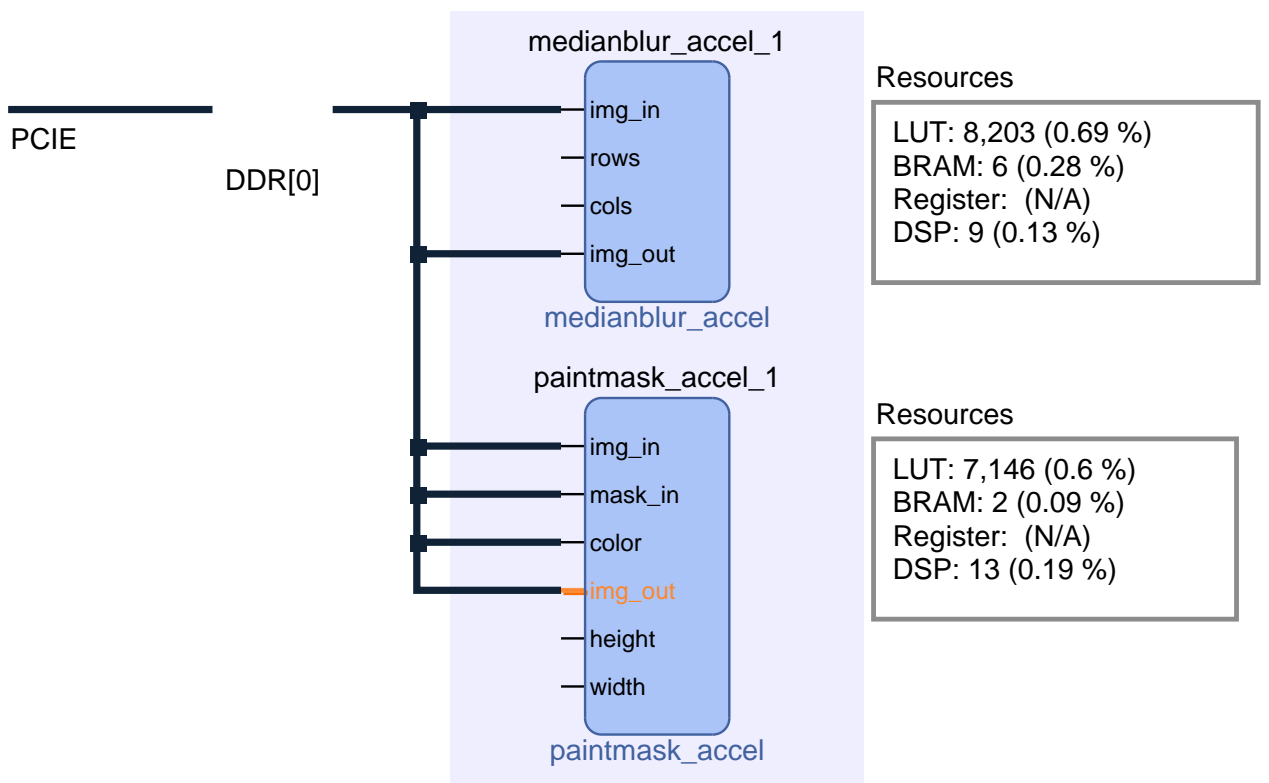 PCIE
DDR[0]
medianblur_accel_1
img_in
rows
cols
img_out
medianblur_accel
Resources
LUT: 8,203 (0.69 %)
BRAM: 6 (0.28 %)
Register:  (N/A)
DSP: 9 (0.13 %)
paintmask_accel_1
img_in
mask_in
color
img_out
height
width
paintmask_accel
Resources
LUT: 7,146 (0.6 %)
BRAM: 2 (0.09 %)
Register:  (N/A)
DSP: 13 (0.19 %)